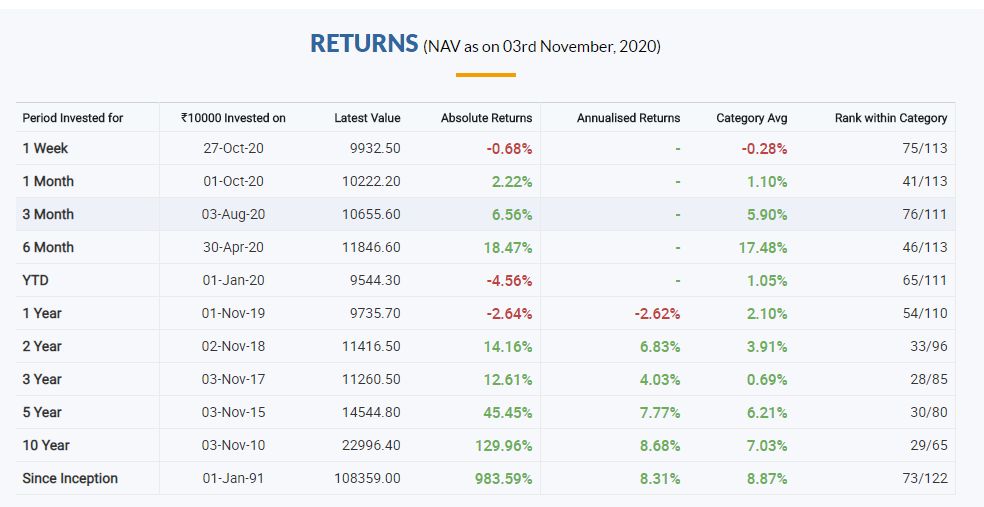 RETURNS (NAV as on 03rd November, 2020)
Period Invested for ₹10000 Invested on Latest Value Absolute Returns Annualised Returns Category Avg Rank within Category
1 Week 27-Oct-20 9932.50 -0.68% - -0.28% 75/113
1 Month 01-Oct-20 10222.20 2.22% - 1.10% 41/113
3 Month 03-Aug-20 10655.60 6.56% - 5.90% 76/111
6 Month 30-Apr-20 11846.60 18.47% - 17.48% 46/113
YTD 01-Jan-20 9544.30 -4.56% - 1.05% 65/111
1 Year 01-Nov-19 9735.70 -2.64% -2.62% 2.10% 54/110
2 Year 02-Nov-18 11416.50 14.16% 6.83% 3.91% 33/96
3 Year 03-Nov-17 11260.50 12.61% 4.03% 0.69% 28/85
5 Year 03-Nov-15 14544.80 45.45% 7.77% 6.21% 30/80
10 Year 03-Nov-10 22996.40 129.96% 8.68% 7.03% 29/65
Since Inception 01-Jan-91 108359.00 983.59% 8.31% 8.87% 73/122